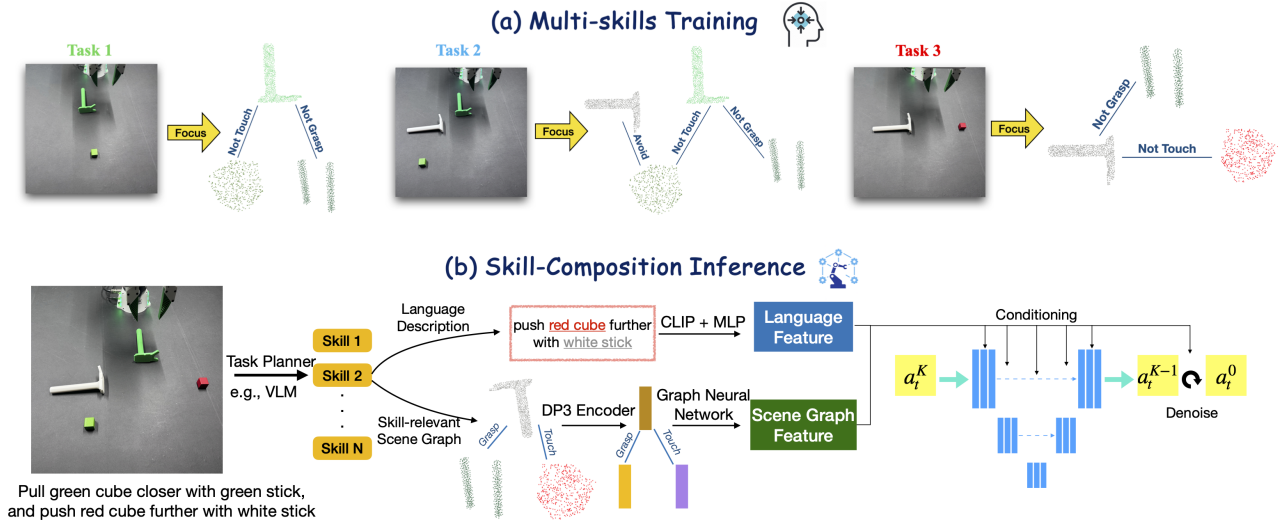 (a) Multi-skills Training
Task 1
Focus
Not Touch
Not Grasp
Task 2
Focus
Avoid
Not Touch
Not Grasp
Task 3
Focus
Not Grasp
Not Touch
(b) Skill-Composition Inference
Pull green cube closer with green stick,
and push red cube further with white stick
Task Planner
e.g., VLM
Skill 1
Skill 2
.
.
.
Skill N
Language
Description
push red cube further
with white stick
CLIP + MLP
Language
Feature
Skill-relevant
Scene Graph
Grasp
Touch
DP3 Encoder
Grasp
Touch
Graph Neural
Network
Scene Graph
Feature
Conditioning
a_t^K
a_t^{K-1}
a_t^0
Denoise